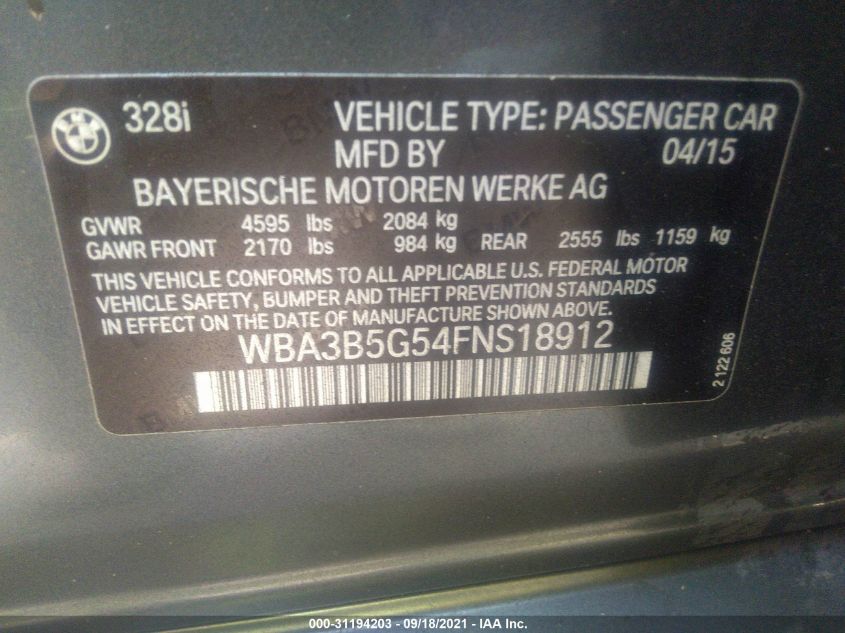 328i VEHICLE TYPE: PASSENGER CAR
MFD BY 04/15
BAYERISCHE MOTOREN WERKE AG
GVWR 4595 lbs 2084 kg
GAWR FRONT 2170 lbs 984 kg REAR 2555 lbs 1159 kg
THIS VEHICLE CONFORMS TO ALL APPLICABLE U.S. FEDERAL MOTOR
VEHICLE SAFETY, BUMPER AND THEFT PREVENTION STANDARDS
IN EFFECT ON THE DATE OF MANUFACTURE SHOWN ABOVE.
WBA3B5G54FNS18912
2 122 606
000-31194203 - 09/18/2021 - IAA Inc.